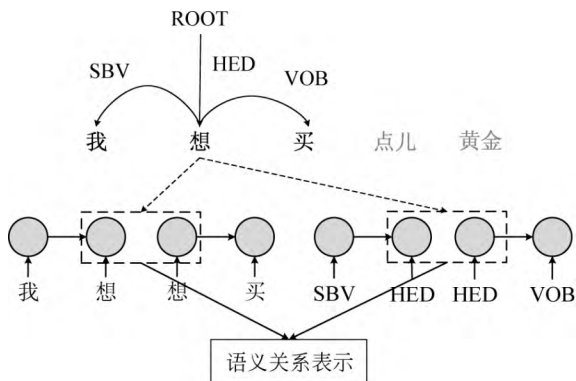 ROOT
SBV HED VOB
我 想 买 点儿 黄金
我 想 想 买 SBV HED HED VOB
语义关系表示